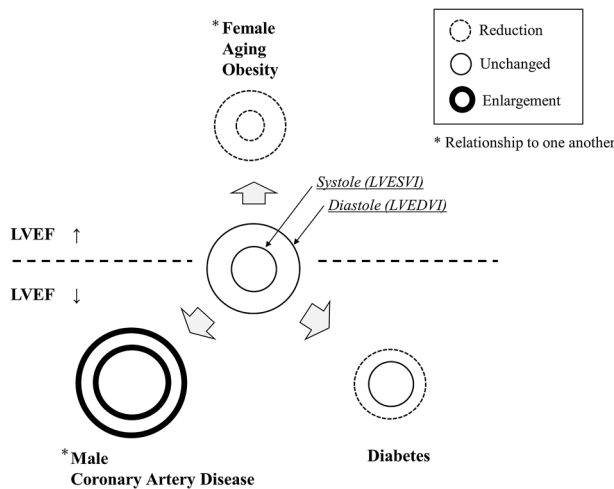 * Female
Aging
Obesity
Reduction
Unchanged
Enlargement
* Relationship to one another
Systole (LVESVI)
Diastole (LVEDVI)
LVEF ↑
LVEF ↓
* Male
Coronary Artery Disease
Diabetes